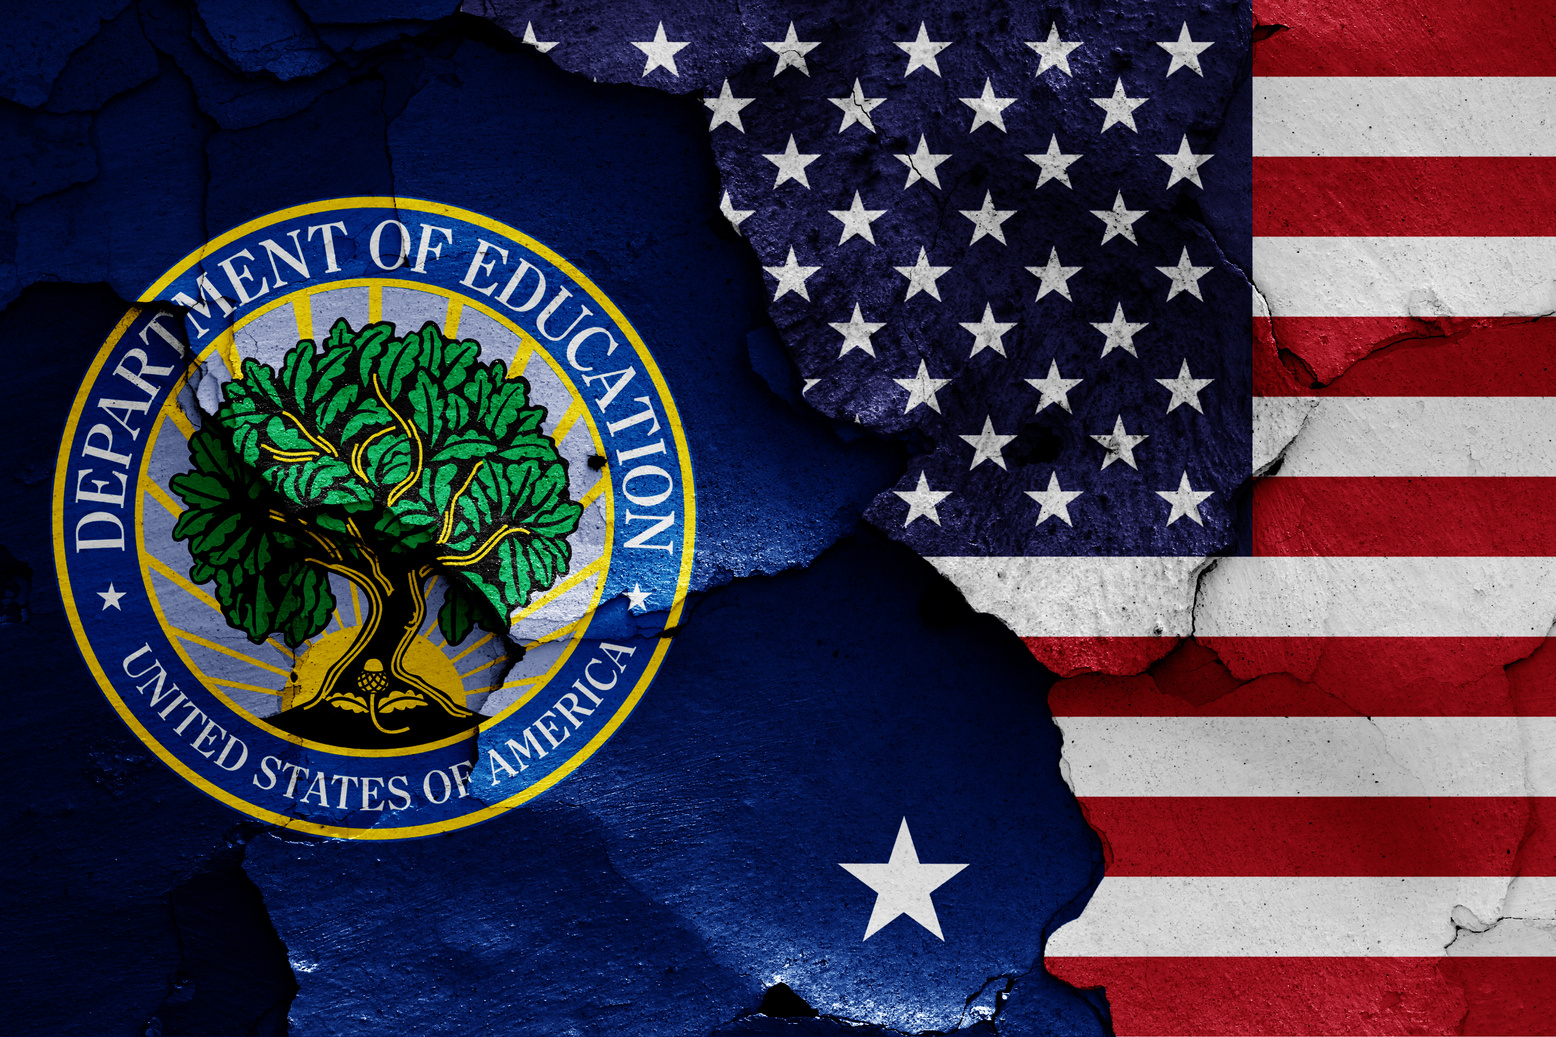 DEPARTMENT OF EDUCATION
UNITED STATES OF AMERICA